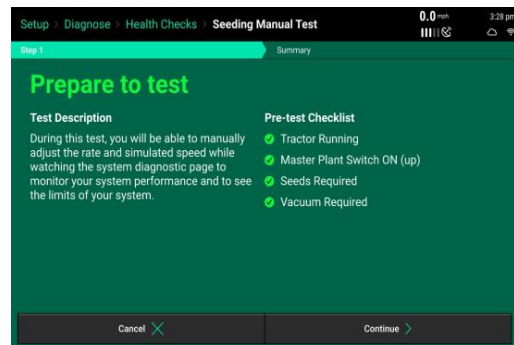 Setup > Diagnose > Health Checks > Seeding Manual Test
0.0 mph
3:28 pm
Step 1
Summary
Prepare to test
Test Description
During this test, you will be able to manually
adjust the rate and simulated speed while
watching the system diagnostic page to
monitor your system performance and to see
the limits of your system.
Pre-test Checklist
Tractor Running
Master Plant Switch ON (up)
Seeds Required
Vacuum Required
Cancel
Continue >